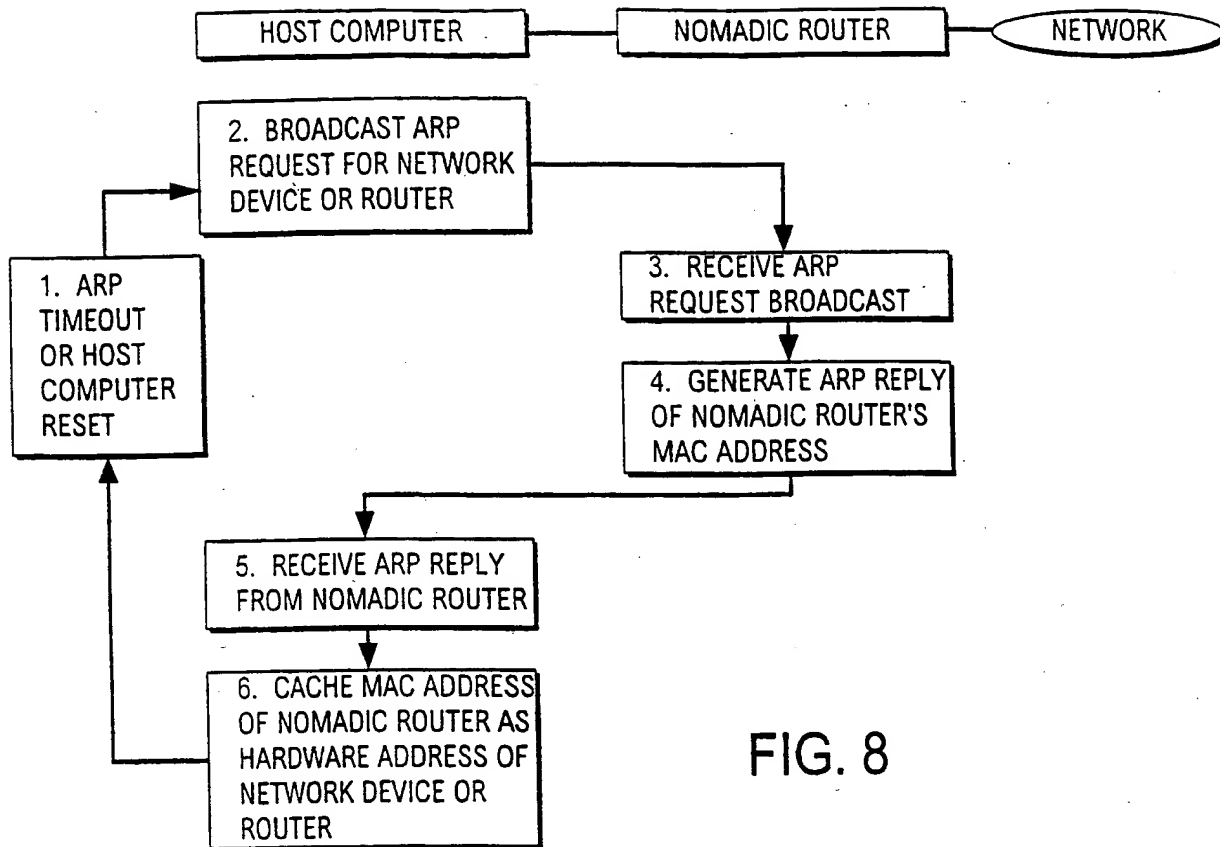 HOST COMPUTER
NOMADIC ROUTER
NETWORK
2. BROADCAST ARP
REQUEST FOR NETWORK
DEVICE OR ROUTER
1. ARP
TIMEOUT
OR HOST
COMPUTER
RESET
3. RECEIVE ARP
REQUEST BROADCAST
4. GENERATE ARP REPLY
OF NOMADIC ROUTER'S
MAC ADDRESS
5. RECEIVE ARP REPLY
FROM NOMADIC ROUTER
6. CACHE MAC ADDRESS
OF NOMADIC ROUTER AS
HARDWARE ADDRESS OF
NETWORK DEVICE OR
ROUTER
FIG. 8